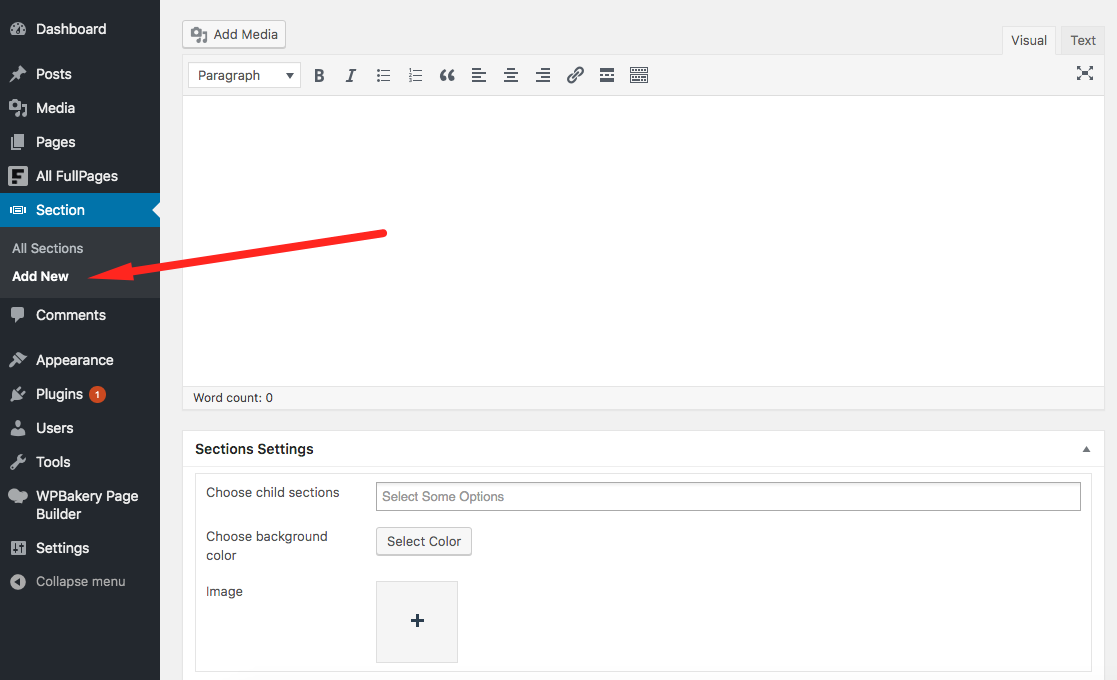 Dashboard
Posts
Media
Pages
All FullPages
Section
All Sections
Add New
Comments
Appearance
Plugins 1
Users
Tools
WPBakery Page
Builder
Settings
Collapse menu
Add Media
Visual Text
Paragraph B I
Word count: 0
Sections Settings
Choose child sections Select Some Options
Choose background
color
Select Color
Image
+